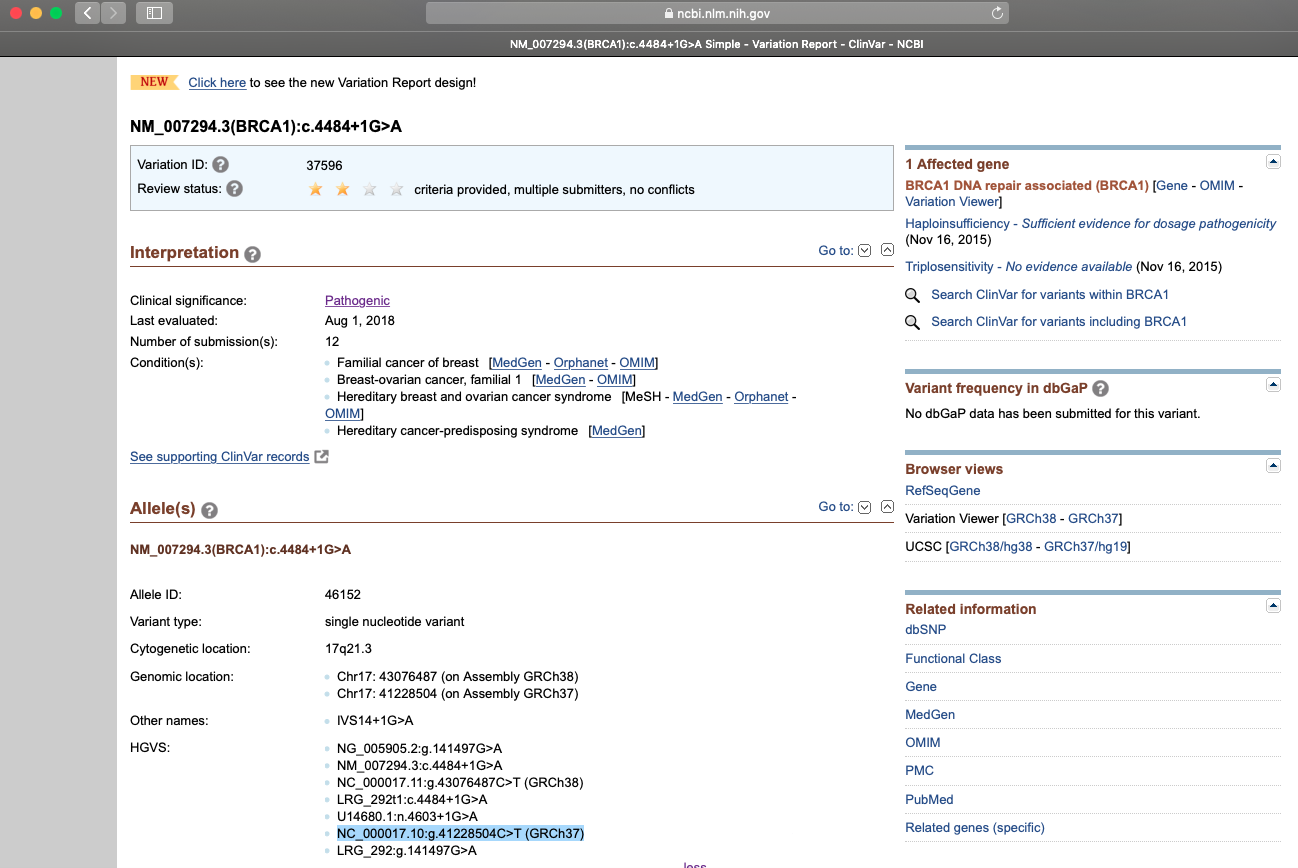 ncbi.nlm.nih.gov
NM_007294.3(BRCA1):c.4484+1G>A Simple - Variation Report - ClinVar - NCBI
NEW Click here to see the new Variation Report design!
NM_007294.3(BRCA1):c.4484+1G>A
Variation ID: ? 37596
Review status: ? criteria provided, multiple submitters, no conflicts
Interpretation ? Go to:
Clinical significance: Pathogenic
Last evaluated: Aug 1, 2018
Number of submission(s): 12
Condition(s):
Familial cancer of breast [MedGen - Orphanet - OMIM]
Breast-ovarian cancer, familial 1 [MedGen - OMIM]
Hereditary breast and ovarian cancer syndrome [MeSH - MedGen - Orphanet -
OMIM]
Hereditary cancer-predisposing syndrome [MedGen]
See supporting ClinVar records
Allele(s) ? Go to:
NM_007294.3(BRCA1):c.4484+1G>A
Allele ID: 46152
Variant type: single nucleotide variant
Cytogenetic location: 17q21.3
Genomic location: Chr17: 43076487 (on Assembly GRCh38)
Chr17: 41228504 (on Assembly GRCh37)
Other names: IVS14+1G>A
HGVS:
NG_005905.2:g.141497G>A
NM_007294.3:c.4484+1G>A
NC_000017.11:g.43076487C>T (GRCh38)
LRG_292t1:c.4484+1G>A
U14680.1:n.4603+1G>A
NC_000017.10:g.41228504C>T (GRCh37)
LRG_292:g.141497G>A
less
1 Affected gene
BRCA1 DNA repair associated (BRCA1) [Gene - OMIM -
Variation Viewer]
Haploinsufficiency - Sufficient evidence for dosage pathogenicity
(Nov 16, 2015)
Triplosensitivity - No evidence available (Nov 16, 2015)
Search ClinVar for variants within BRCA1
Search ClinVar for variants including BRCA1
Variant frequency in dbGaP ?
No dbGaP data has been submitted for this variant.
Browser views
RefSeqGene
Variation Viewer [GRCh38 - GRCh37]
UCSC [GRCh38/hg38 - GRCh37/hg19]
Related information
dbSNP
Functional Class
Gene
MedGen
OMIM
PMC
PubMed
Related genes (specific)